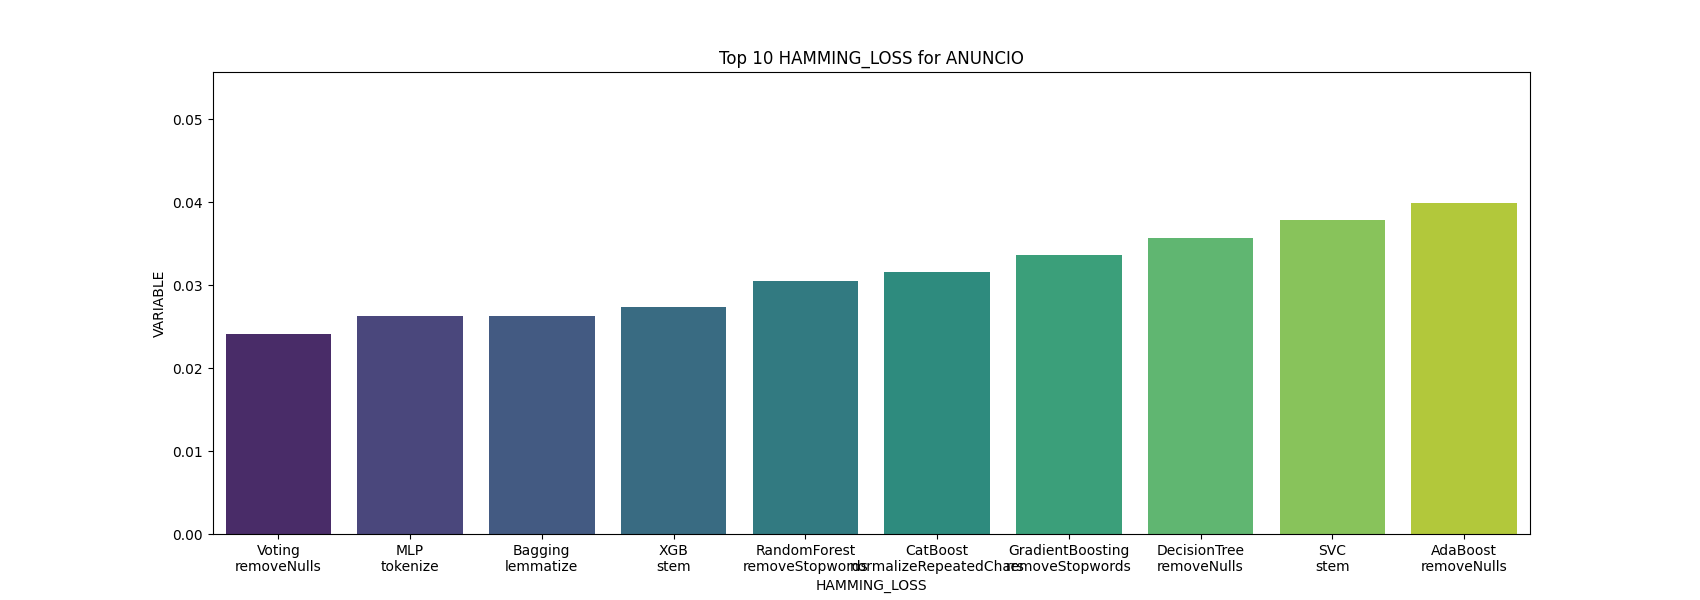 Top 10 HAMMING_LOSS for ANUNCIO
VARIABLE
0.05
0.04
0.03
0.02
0.01
0.00
Voting MLP Bagging XGB RandomForest CatBoost GradientBoosting DecisionTree SVC AdaBoost
removeNulls tokenize lemmatize stem removeStopwords normalizeRepeatedChars removeStopwords removeNulls stem removeNulls
HAMMING_LOSS